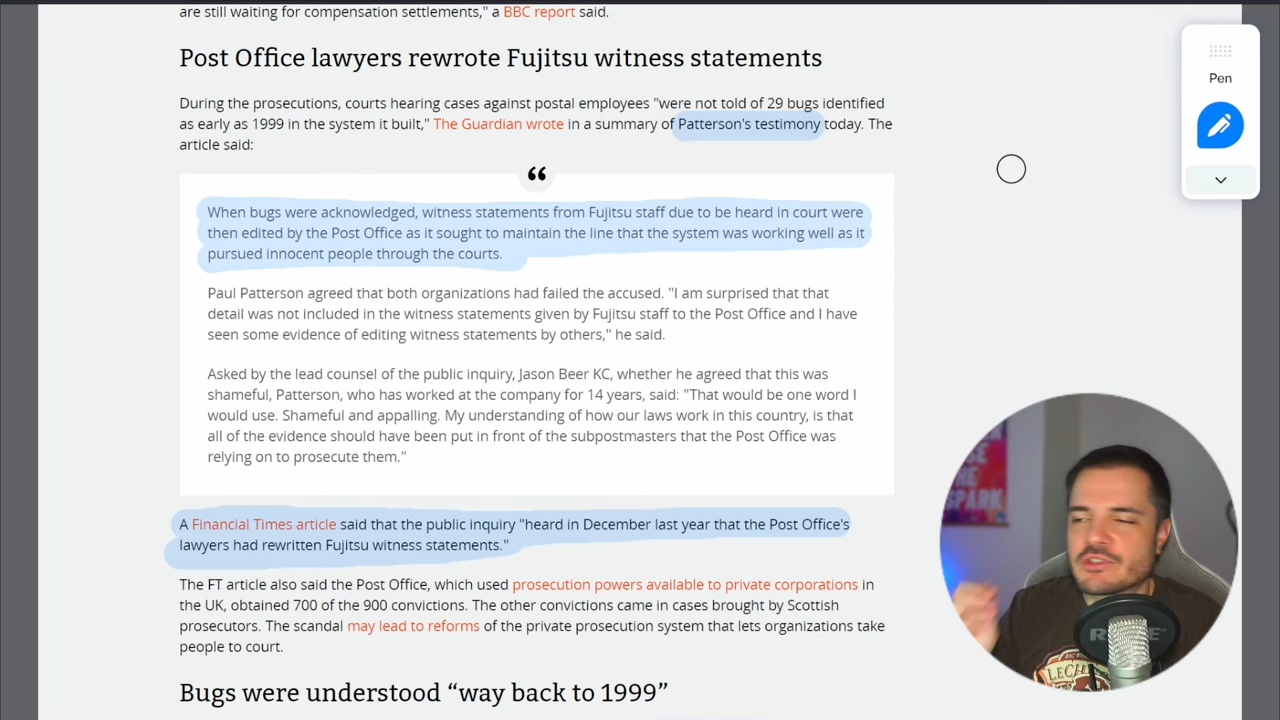 are still waiting for compensation settlements," a BBC report said.
Post Office lawyers rewrote Fujitsu witness statements
Pen
During the prosecutions, courts hearing cases against postal employees "were not told of 29 bugs identified
as early as 1999 in the system it built," The Guardian wrote in a summary of Patterson's testimony today. The
article said:
“
When bugs were acknowledged, witness statements from Fujitsu staff due to be heard in court were
then edited by the Post Office as it sought to maintain the line that the system was working well as it
pursued innocent people through the courts.
Paul Patterson agreed that both organizations had failed the accused. "I am surprised that that
detail was not included in the witness statements given by Fujitsu staff to the Post Office and I have
seen some evidence of editing witness statements by others," he said.
Asked by the lead counsel of the public inquiry, Jason Beer KC, whether he agreed that this was
shameful, Patterson, who has worked at the company for 14 years, said: "That would be one word I
would use. Shameful and appalling. My understanding of how our laws work in this country, is that
all of the evidence should have been put in front of the subpostmasters that the Post Office was
relying on to prosecute them."
A Financial Times article said that the public inquiry "heard in December last year that the Post Office's
lawyers had rewritten Fujitsu witness statements."
The FT article also said the Post Office, which used prosecution powers available to private corporations in
the UK, obtained 700 of the 900 convictions. The other convictions came in cases brought by Scottish
prosecutors. The scandal may lead to reforms of the private prosecution system that lets organizations take
people to court.
Bugs were understood “way back to 1999”
SPARK